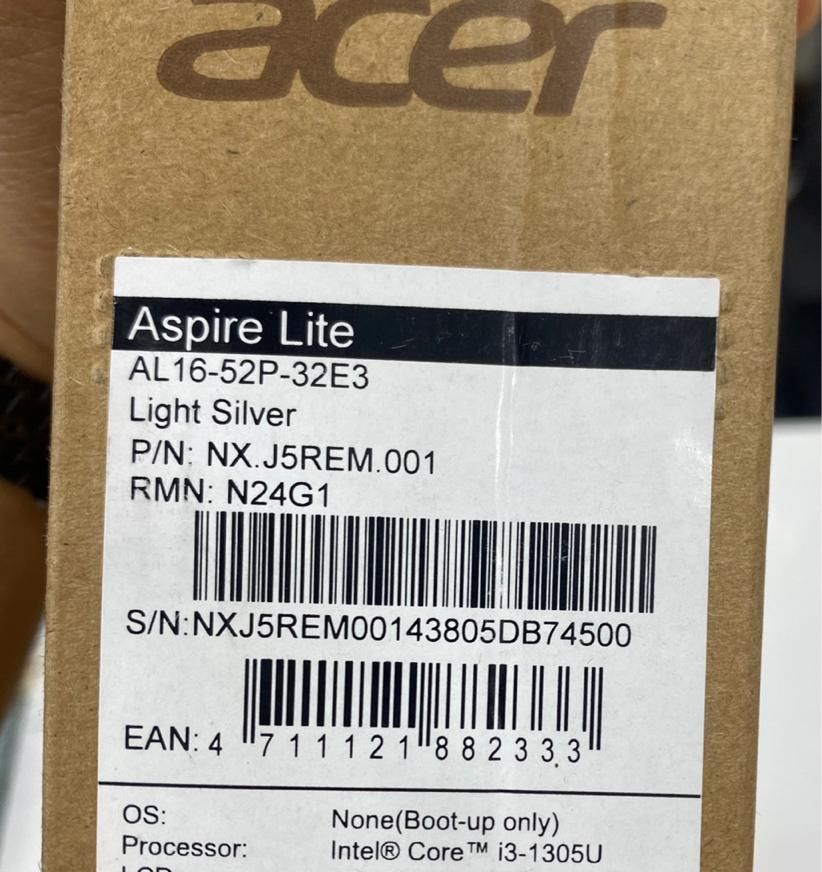 acer
Aspire Lite
AL16-52P-32E3
Light Silver
P/N: NX.J5REM.001
RMN: N24G1
S/N:NXJ5REM00143805DB74500
EAN: 4 711121 882333
OS: None(Boot-up only)
Processor: Intel® Core™ i3-1305U